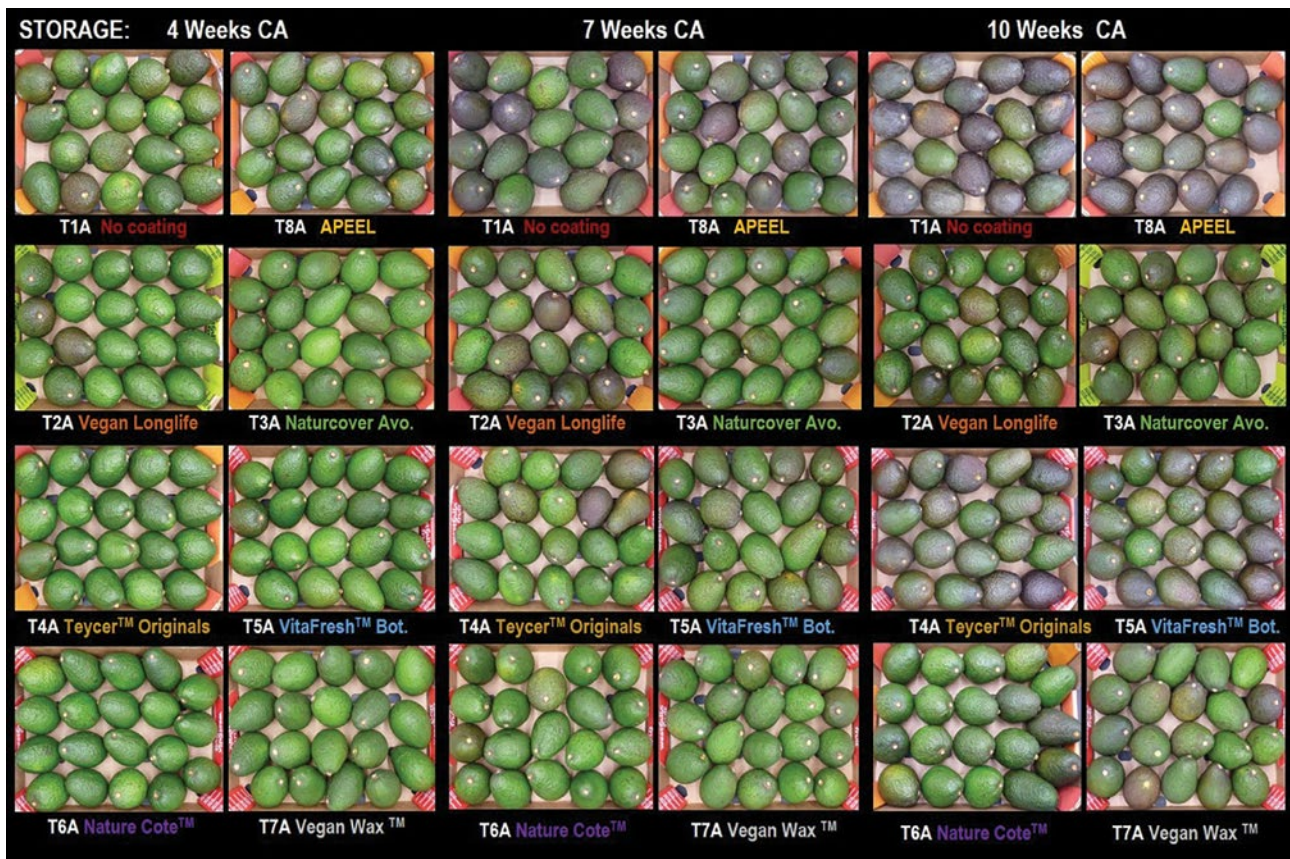 STORAGE: 4 Weeks CA 7 Weeks CA 10 Weeks CA
T1A No coating T8A APEEL T1A No coating T8A APEEL T1A No coating T8A APEEL
T2A Vegan Longlife T3A Naturcover Avo. T2A Vegan Longlife T3A Naturcover Avo. T2A Vegan Longlife T3A Naturcover Avo.
T4A Teycer™ Originals T5A VitaFresh™ Bot. T4A Teycer™ Originals T5A VitaFresh™ Bot. T4A Teycer™ Originals T5A VitaFresh™ Bot.
T6A Nature Cote™ T7A Vegan Wax ™ T6A Nature Cote™ T7A Vegan Wax ™ T6A Nature Cote™ T7A Vegan Wax ™